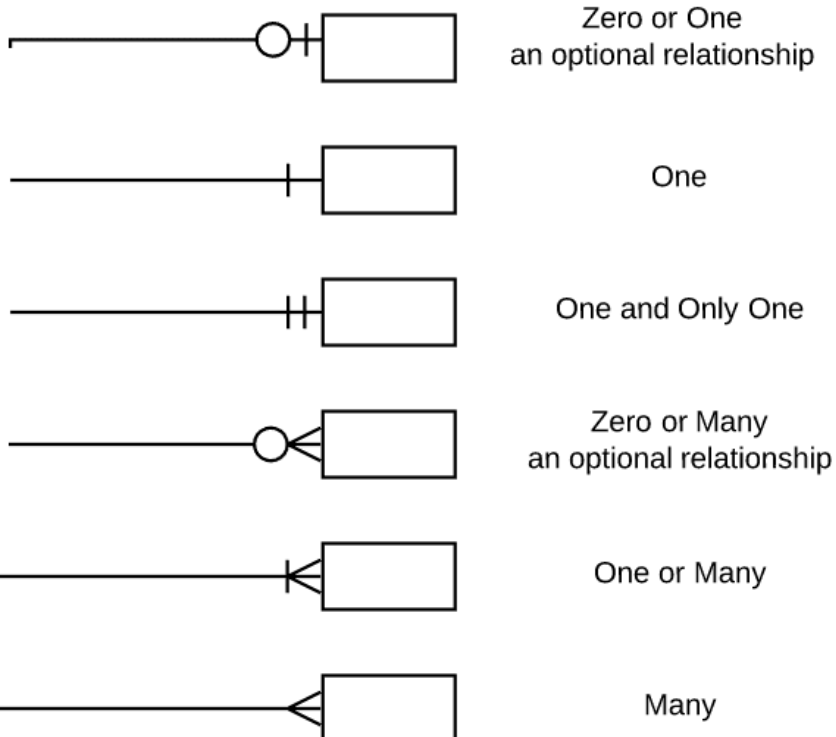 Zero or One
an optional relationship
One
One and Only One
Zero or Many
an optional relationship
One or Many
Many